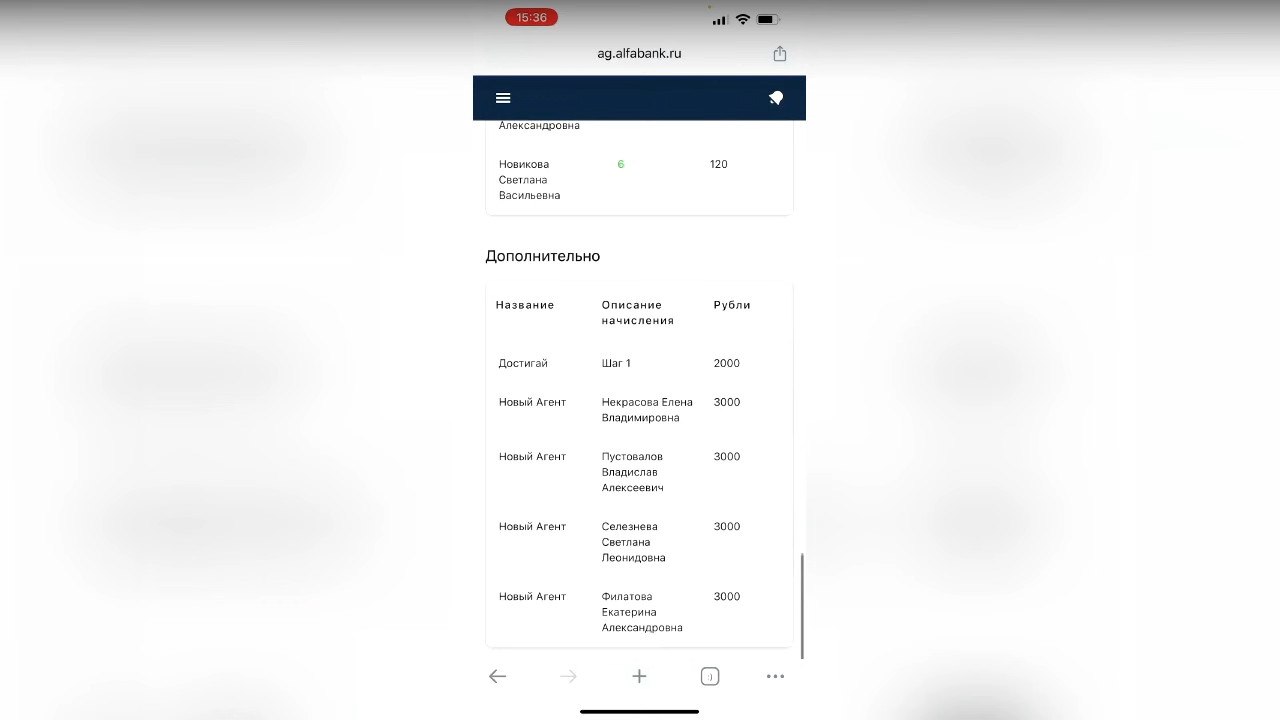 15:36
ag.alfabank.ru
Александровна
Новикова 6 120
Светлана
Васильевна
Дополнительно
Название Описание Рубли
начисления
Достигай Шаг 1 2000
Новый Агент Некрасова Елена 3000
Владимировна
Новый Агент Пустовалов 3000
Владислав
Алексеевич
Новый Агент Селезнева 3000
Светлана
Леонидовна
Новый Агент Филатова 3000
Екатерина
Александровна
:)